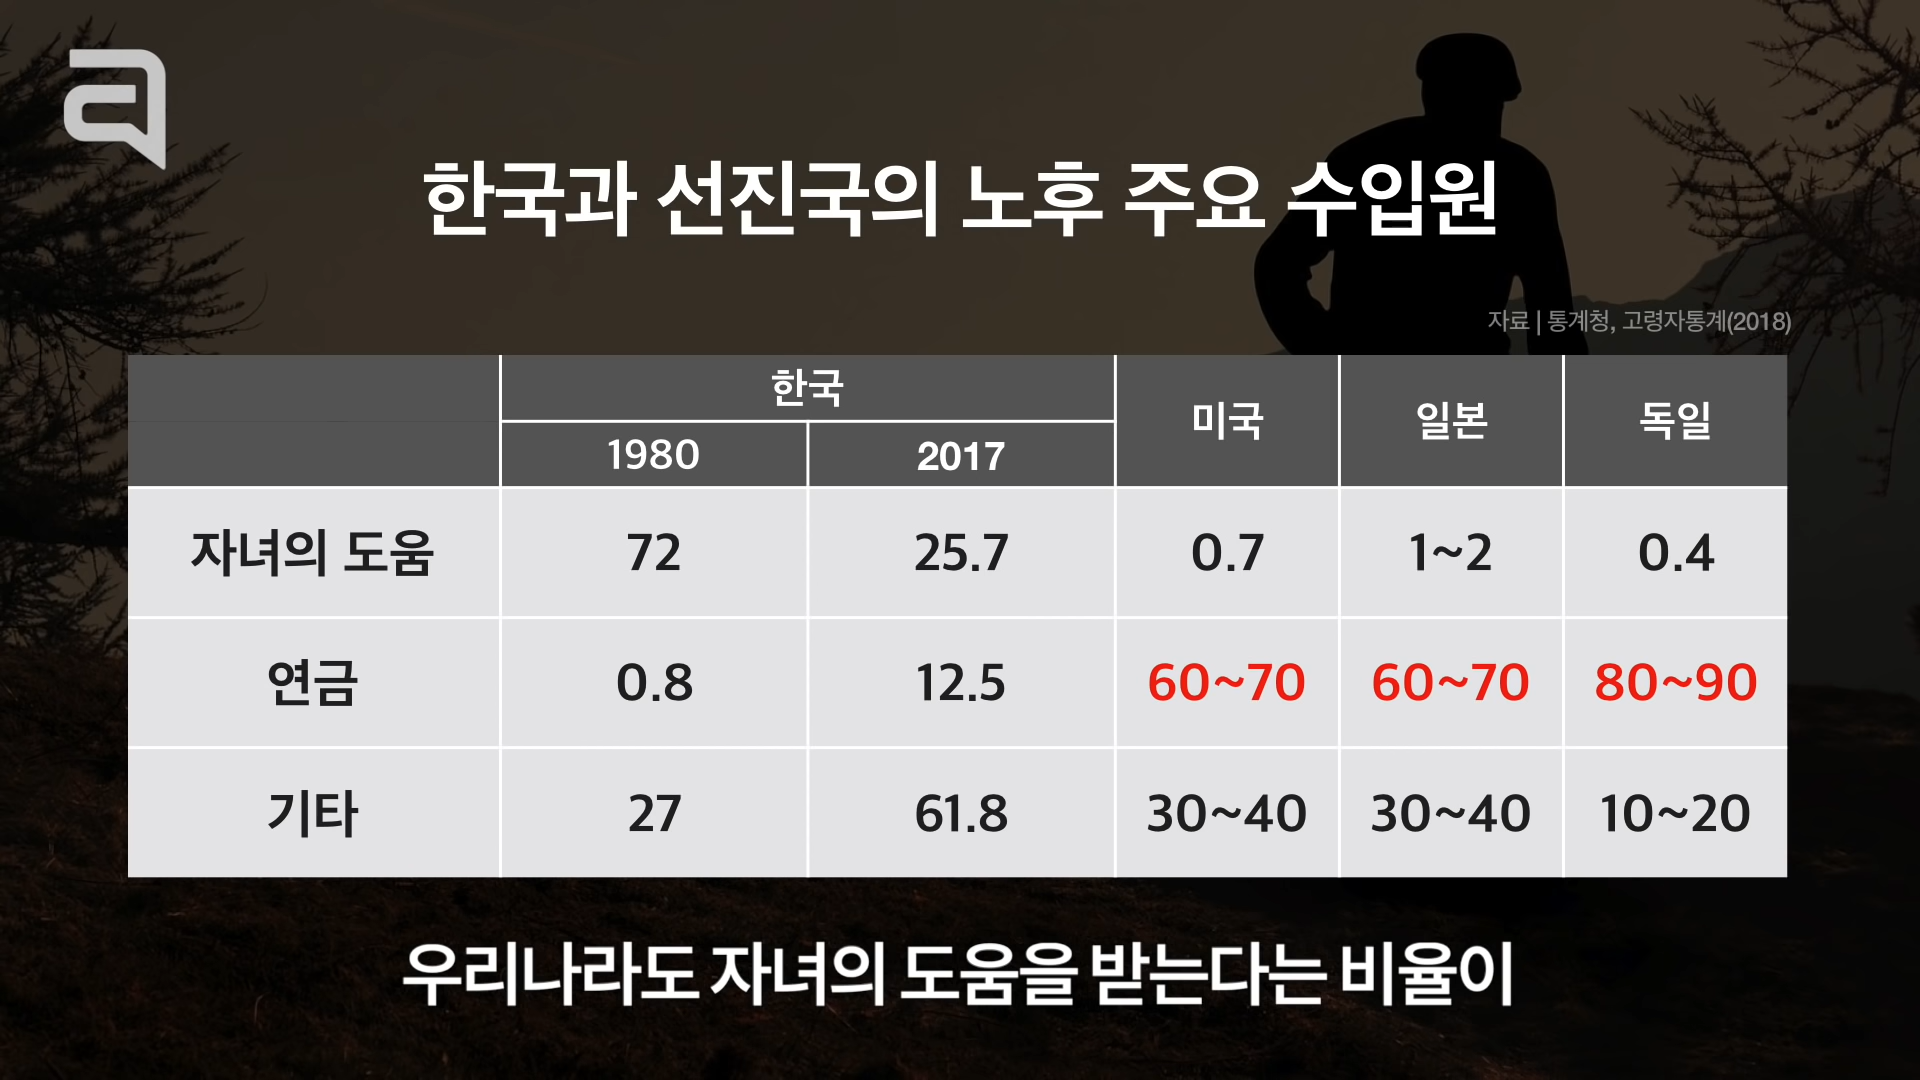 한국과 선진국의 노후 주요 수입원
자료 | 통계청, 고령자통계(2018)
한국 미국 일본 독일
1980 2017
자녀의 도움 72 25.7 0.7 1~2 0.4
연금 0.8 12.5 60~70 60~70 80~90
기타 27 61.8 30~40 30~40 10~20
우리나라도 자녀의 도움을 받는다는 비율이